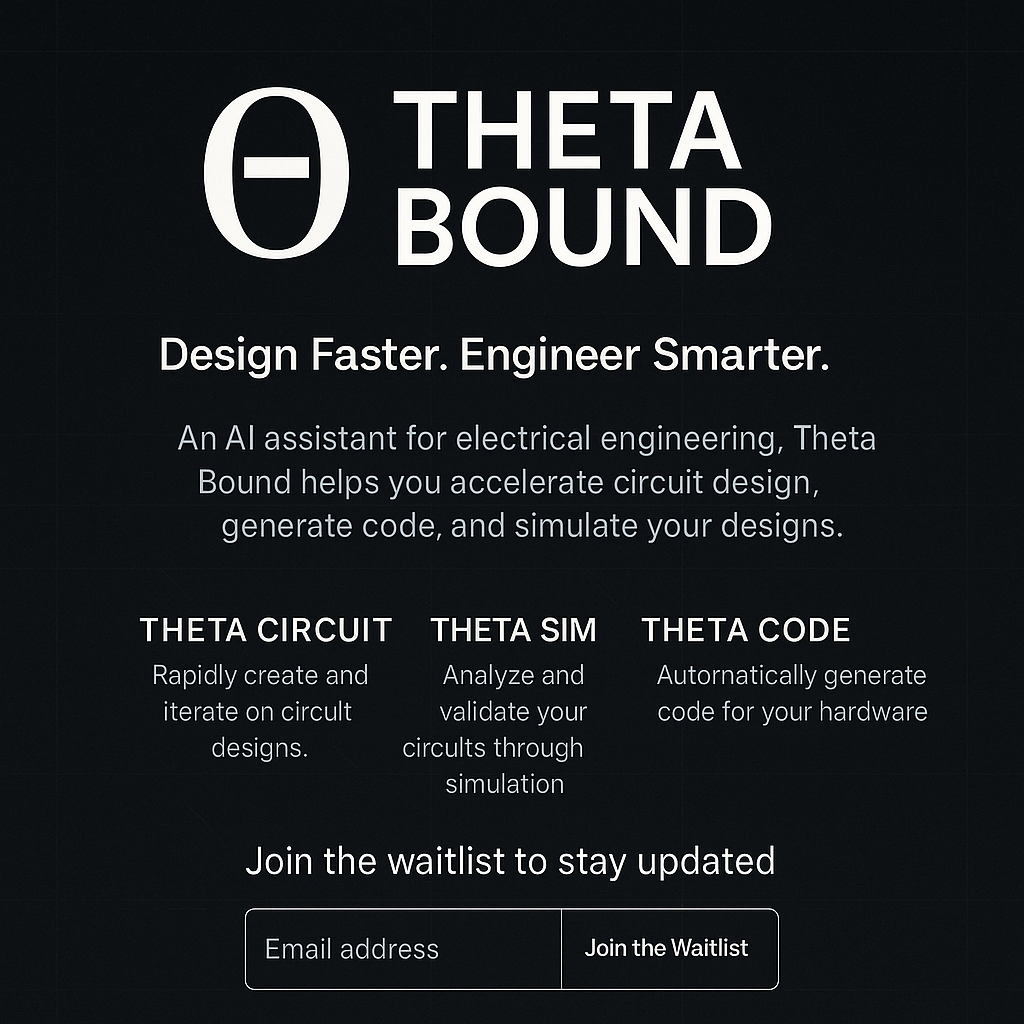 Θ THETA
BOUND
Design Faster. Engineer Smarter.
An AI assistant for electrical engineering, Theta
Bound helps you accelerate circuit design,
generate code, and simulate your designs.
THETA CIRCUIT
Rapidly create and
iterate on circult
designs.
THETA SIM
Analyze and
validate your
circults through
simulation
THETA CODE
Autornatically generate
code for your hardware
Join the waitlist to stay updated
Email address
Join the Waitlist